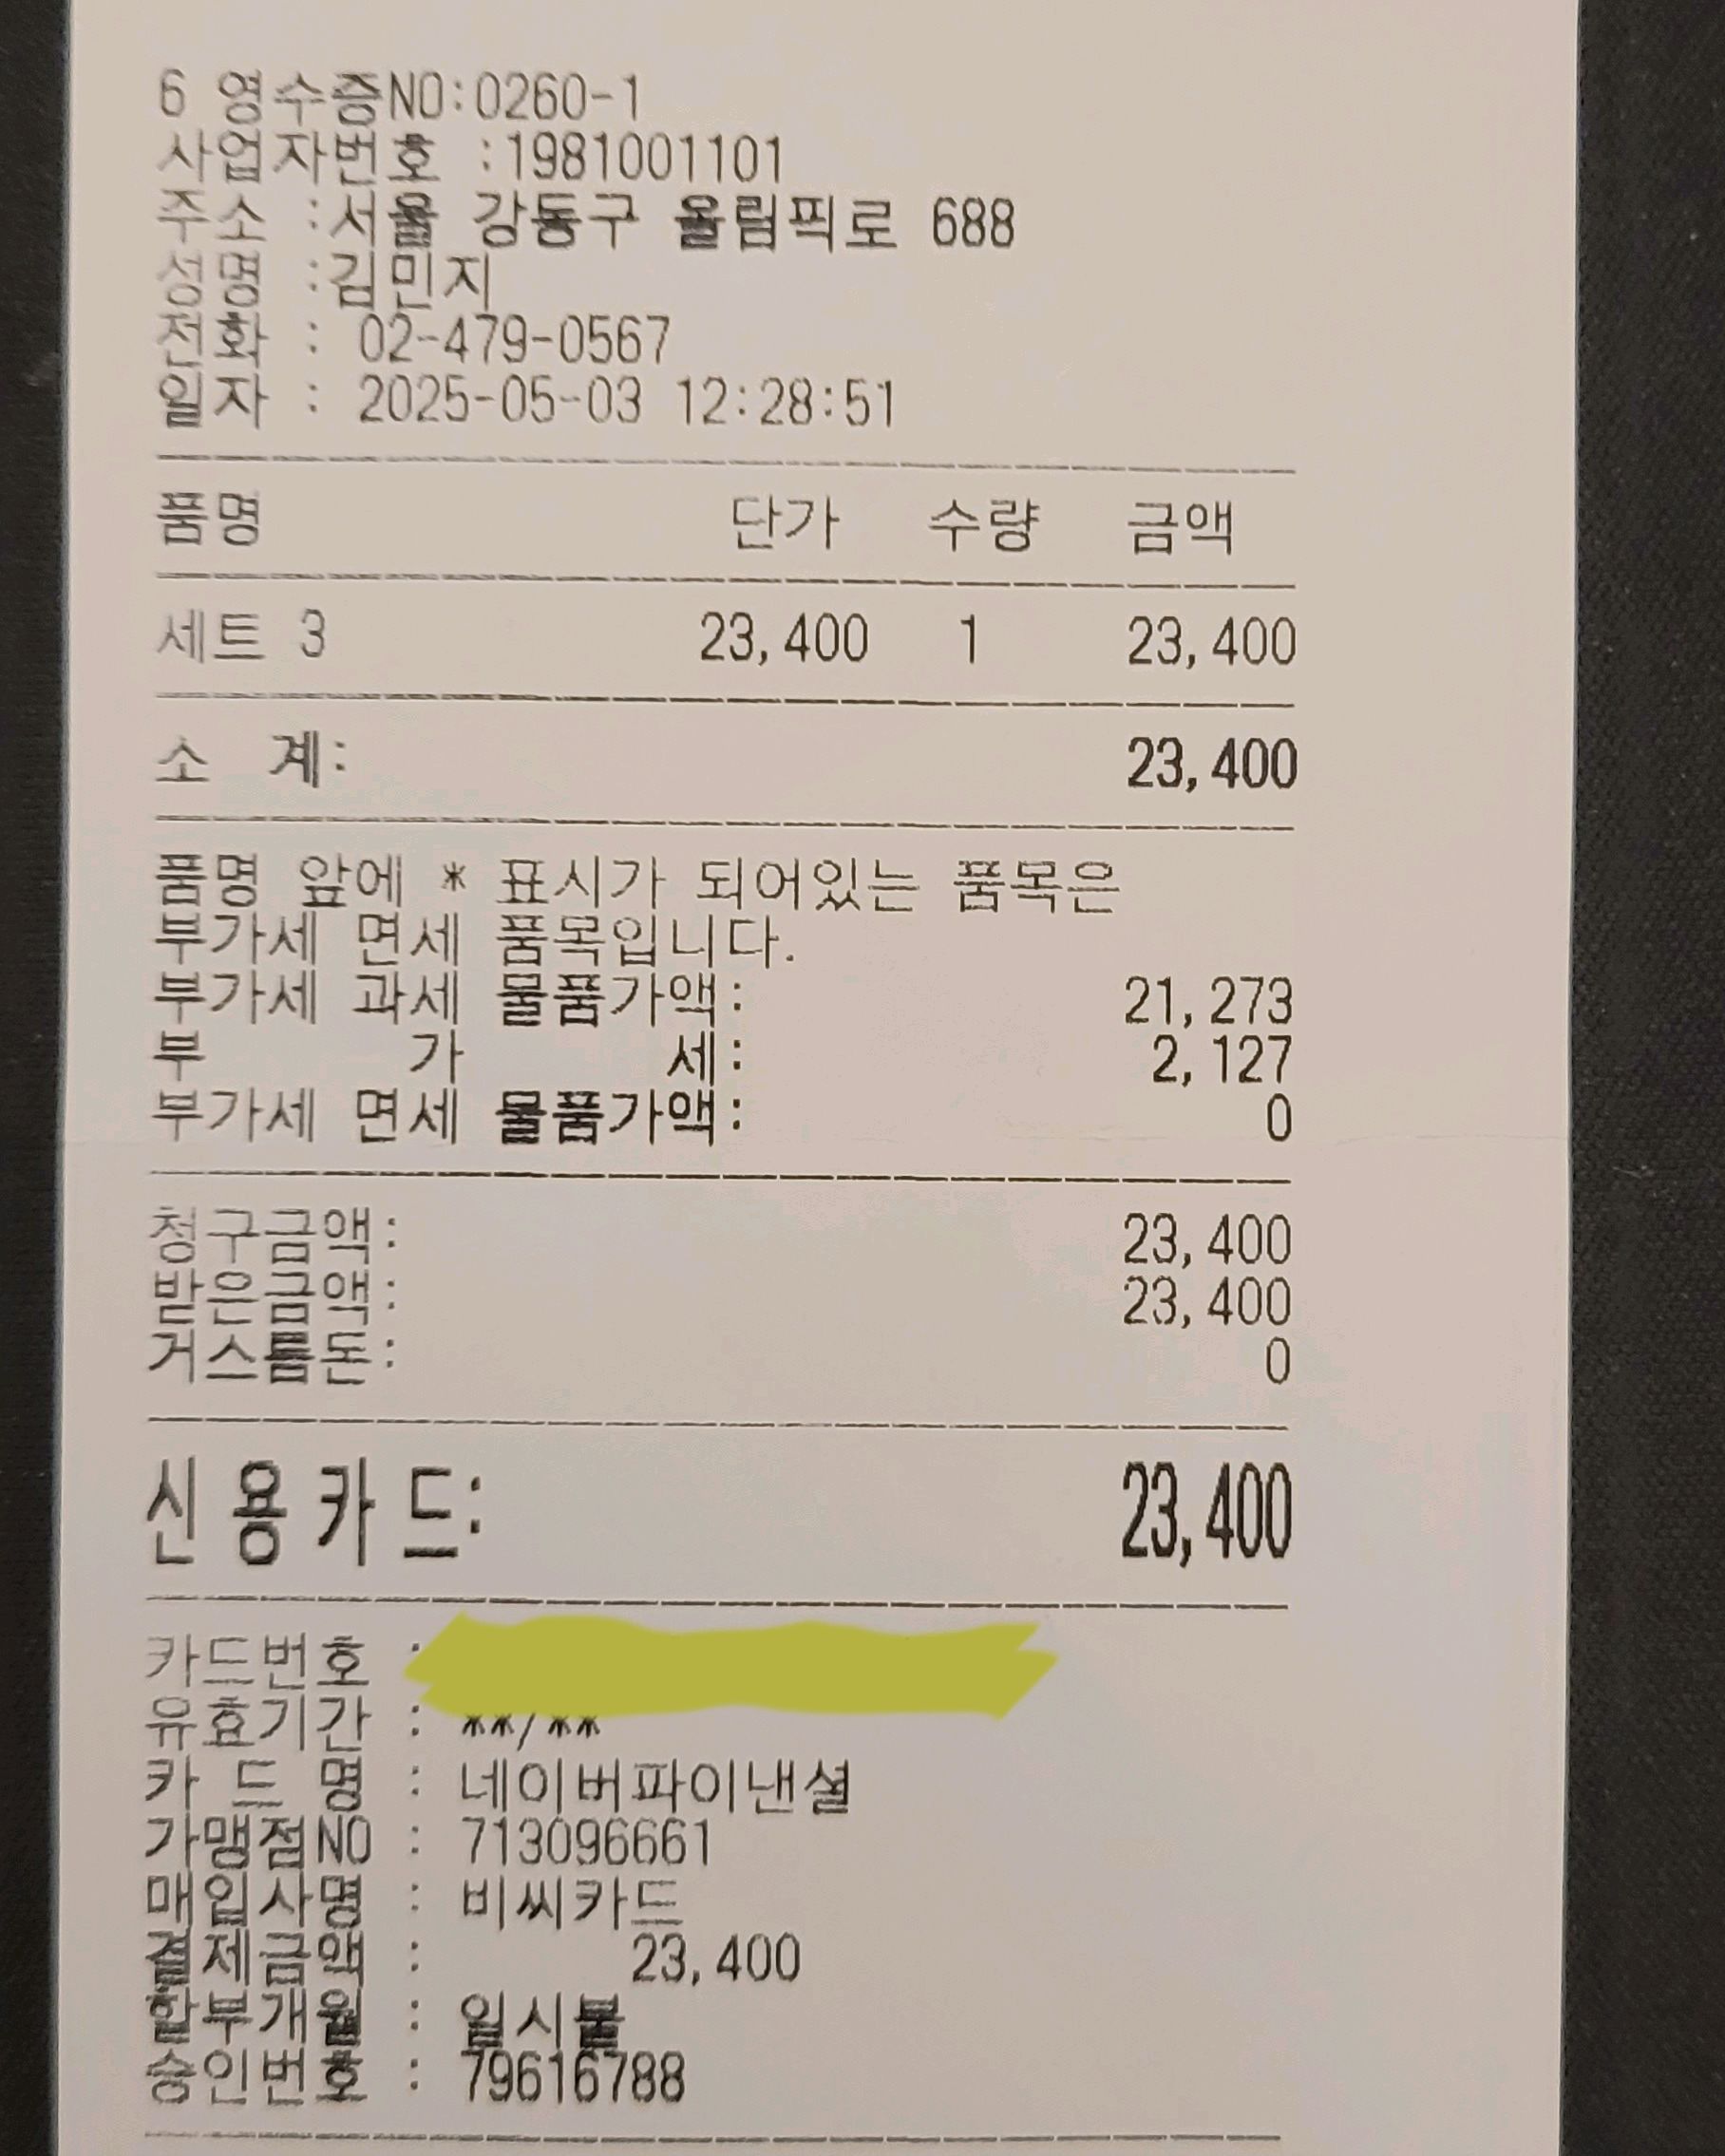 6 영수증NO:0260-1
사업자번호 :1981001101
주소 :서울 강동구 올림픽로 688
성명 :김민지
전화 : 02-479-0567
일자 : 2025-05-03 12:28:51
품명 단가 수량 금액
세트 3 23,400 1 23,400
소 계: 23,400
품명 앞에 * 표시가 되어있는 품목은
부가세 면세 품목입니다.
부가세 과세 물품가액: 21,273
부 가 세: 2,127
부가세 면세 물품가액: 0
청구금액: 23,400
받은금액: 23,400
거스름돈: 0
신용카드: 23,400
카드번호 :
유효기간 : **/**
카 드 명 : 네이버파이낸셜
가맹점NO : 713096661
매입사명 : 비씨카드
결제금액 : 23,400
할부개월 : 일시불
승인번호 : 79616788